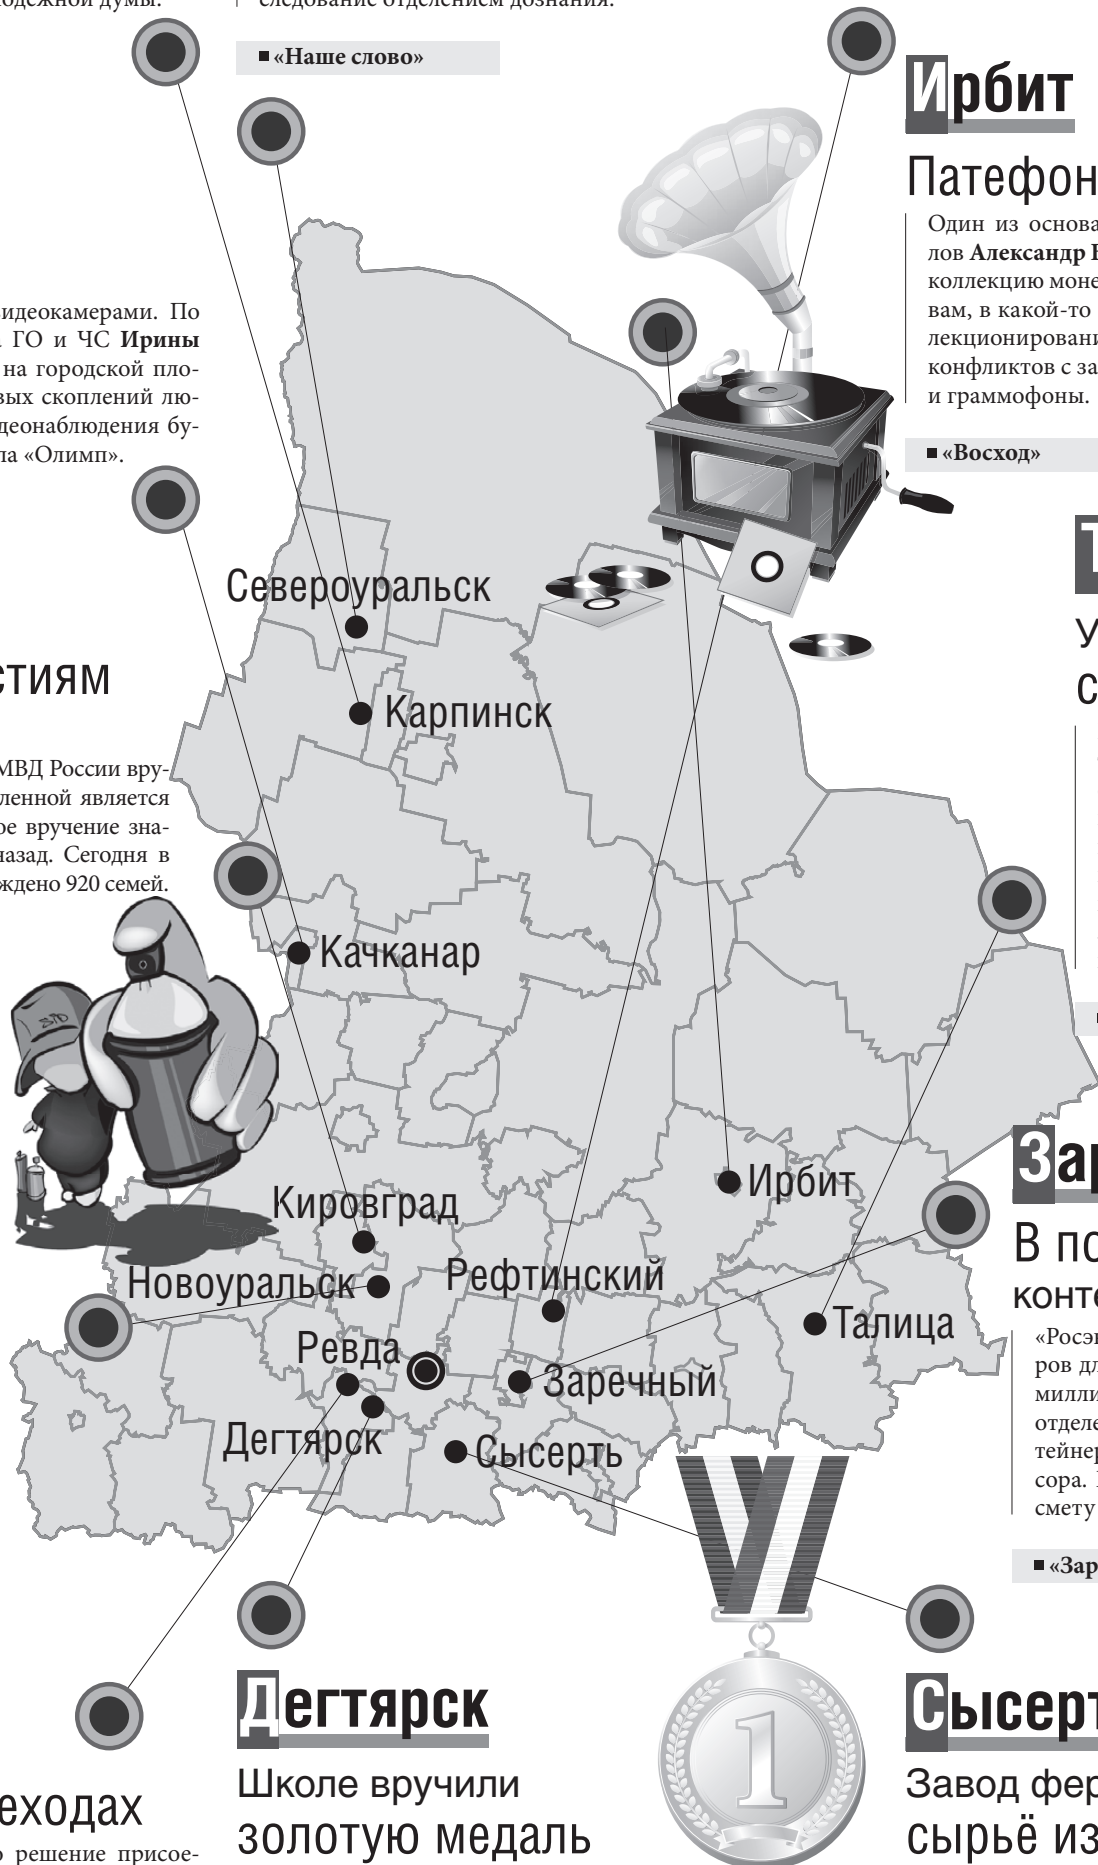 одежной думы.
следование отделением дознания.
«Наше слово»
Ирбит
Патефон
Один из основа
лов Александр
коллекцию моне
вам, в какой-то
лекционировани
конфликтов с за
и граммофоны.
«Восход»
видеокамерами. По
ГО и ЧС Ирины
на городской пло-
вых скоплений лю-
деонаблюдения бу-
ла «Олимп».
Североуральск
У
с
стиям
Карпинск
МВД России вру-
ленной является
ое вручение зна-
назад. Сегодня в
ждено 920 семей.
Качканар
Зар
В по
конте
«Росэн
ров дл
милли
отделе
тейнер
сора.
смету
«Зар
Ирбит
Кировград
Новоуральск
Рефтинский
Талица
Ревда
Заречный
Дегтярск
Сысерть
еходах
о решение присое-
Дегтярск
Школе вручили
золотую медаль
1
Сысерт
Завод фер
сырьё из